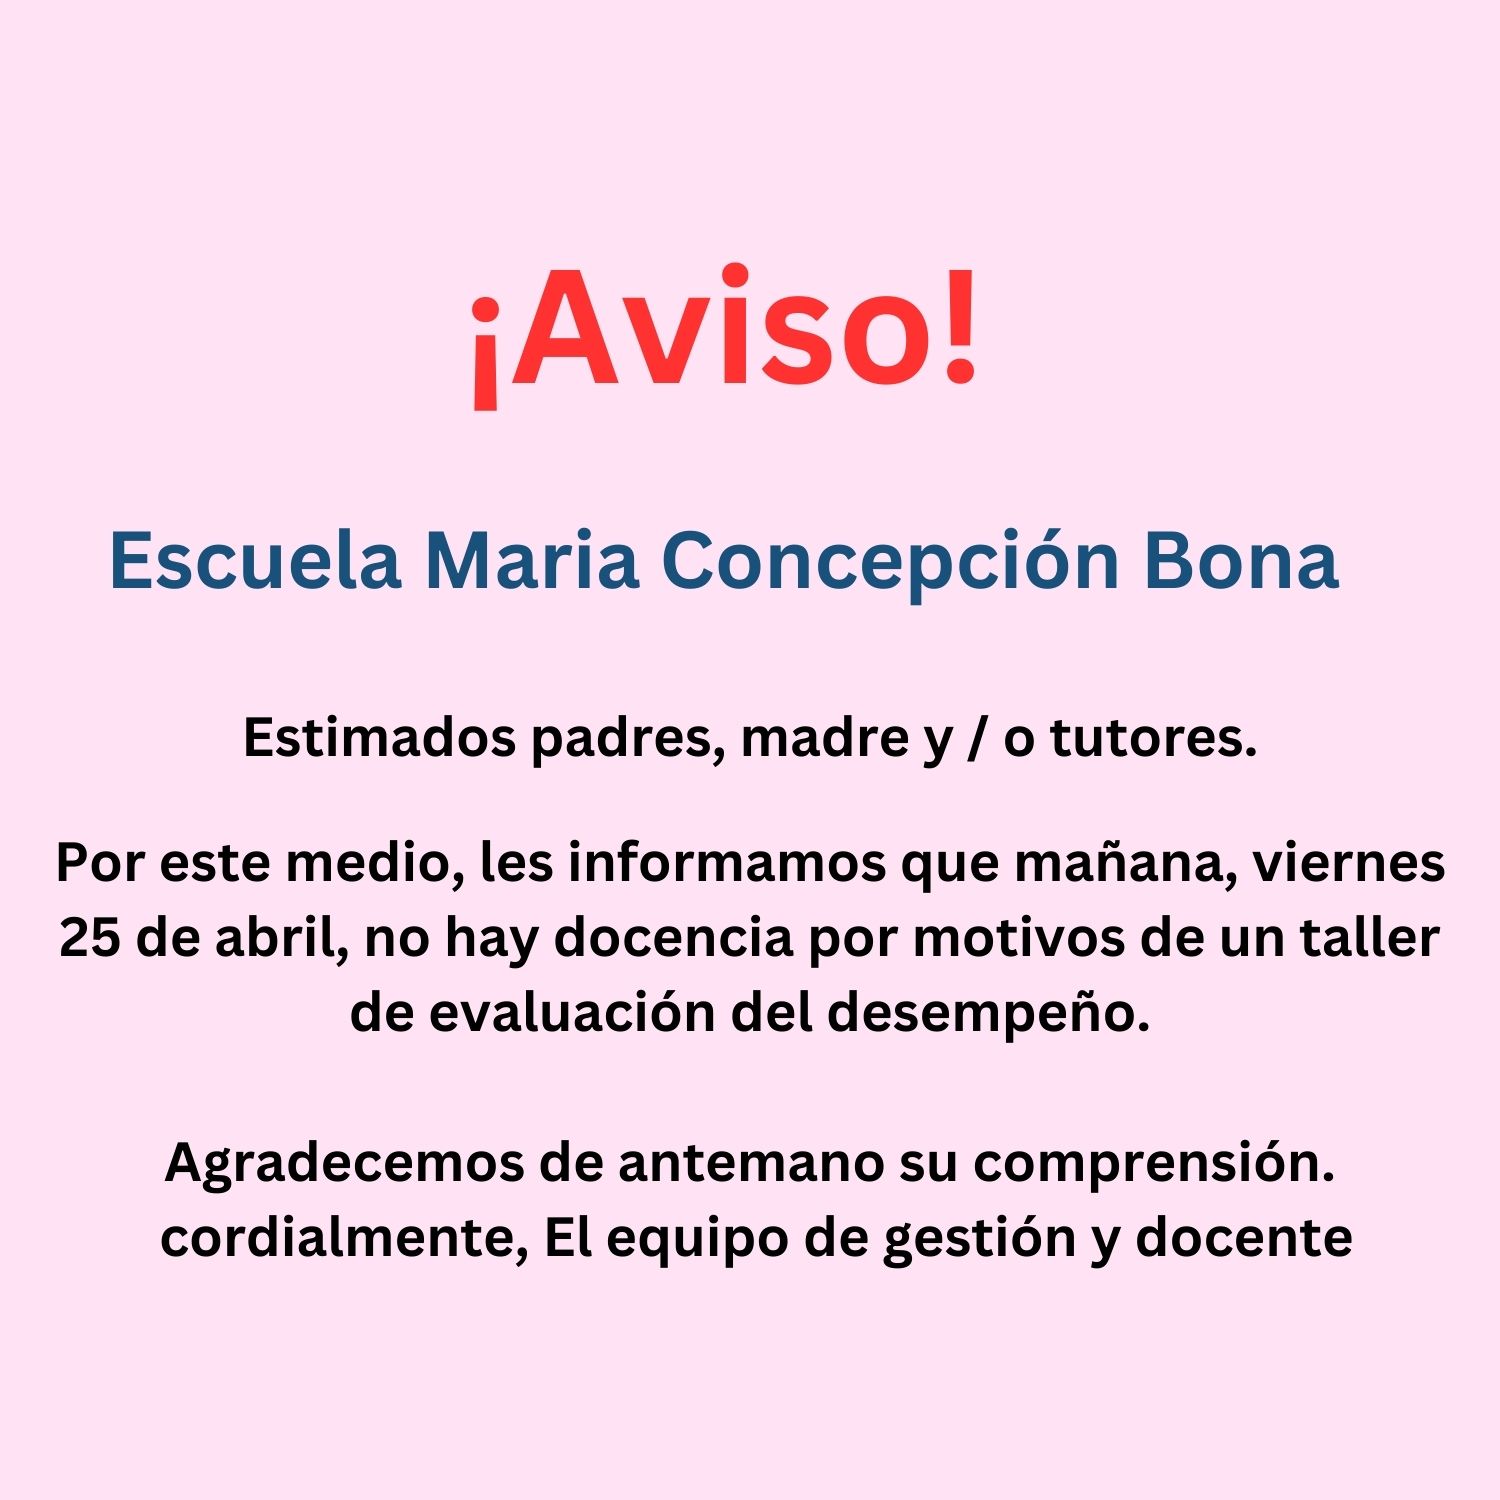 ¡Aviso!
Escuela Maria Concepción Bona
Estimados padres, madre y / o tutores.
Por este medio, les informamos que mañana, viernes
25 de abril, no hay docencia por motivos de un taller
de evaluación del desempeño.
Agradecemos de antemano su comprensión.
cordialmente, El equipo de gestión y docente